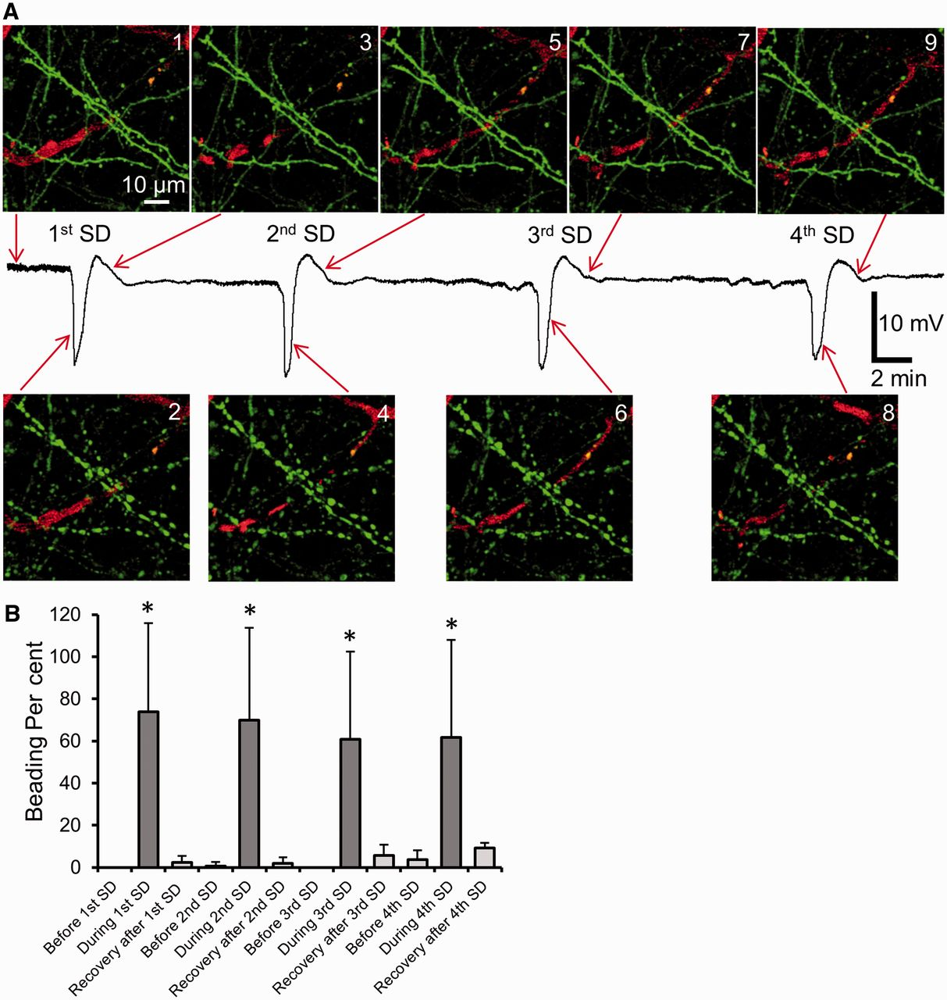 A
1
3
5
7
9
10 µm
1st SD
2nd SD
3rd SD
4th SD
10 mV
2 min
2
4
6
8
B
Beading Per cent
120
100
80
60
40
20
0
*
*
*
*
Before 1st SD
During 1st SD
Recovery after 1st SD
Before 2nd SD
During 2nd SD
Recovery after 2nd SD
Before 3rd SD
During 3rd SD
Recovery after 3rd SD
Before 4th SD
During 4th SD
Recovery after 4th SD